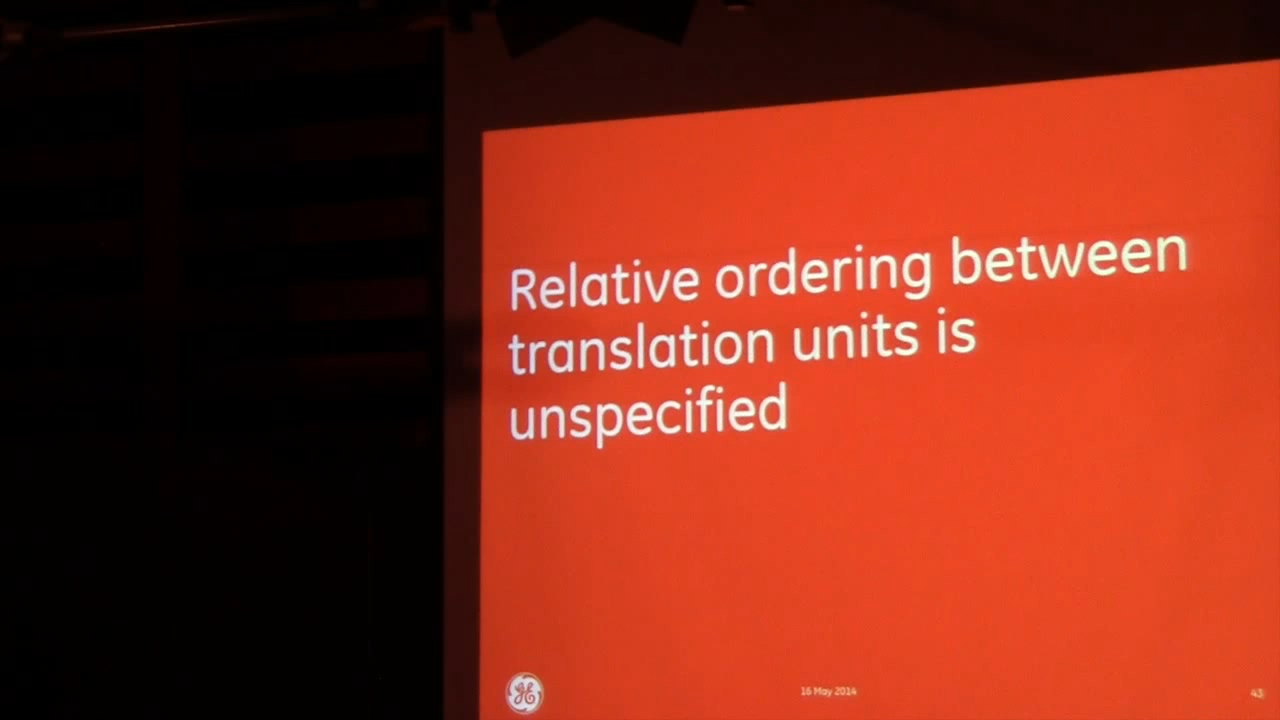 Relative ordering between
translation units is
unspecified
16 May 2014
43